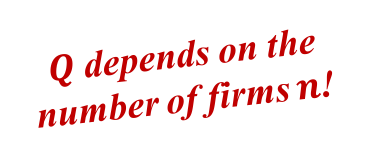 Q depends on the
number of firms n!